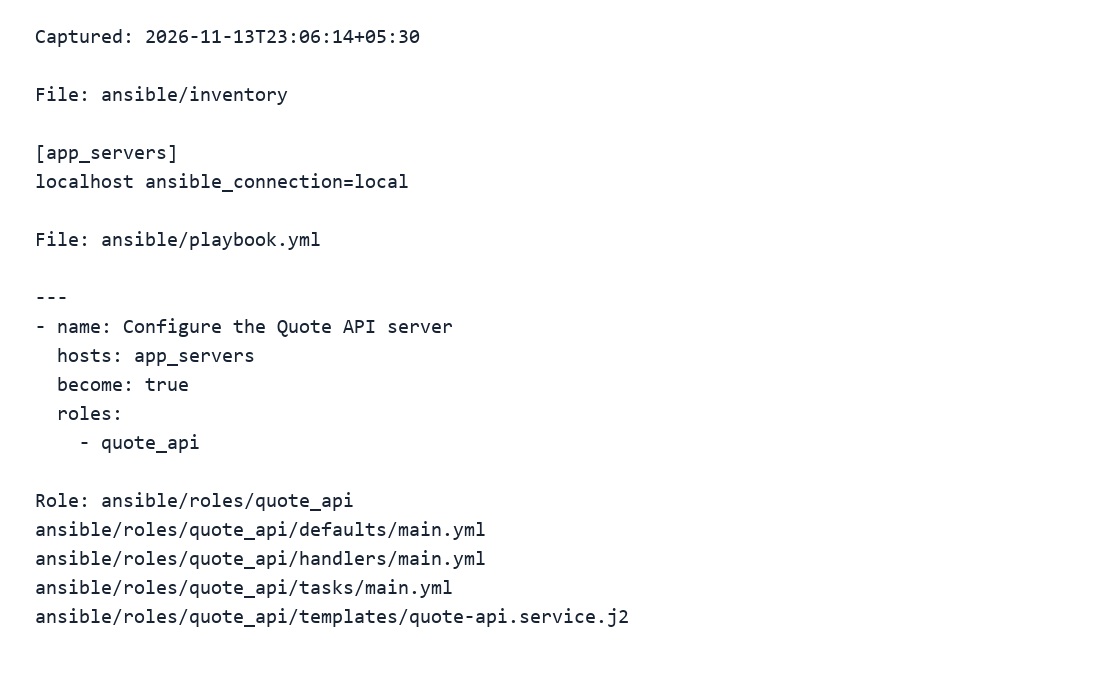 Captured: 2026-11-13T23:06:14+05:30
File: ansible/inventory
[app_servers]
localhost ansible_connection=local
File: ansible/playbook.yml
---
- name: Configure the Quote API server
  hosts: app_servers
  become: true
  roles:
    - quote_api
Role: ansible/roles/quote_api
ansible/roles/quote_api/defaults/main.yml
ansible/roles/quote_api/handlers/main.yml
ansible/roles/quote_api/tasks/main.yml
ansible/roles/quote_api/templates/quote-api.service.j2